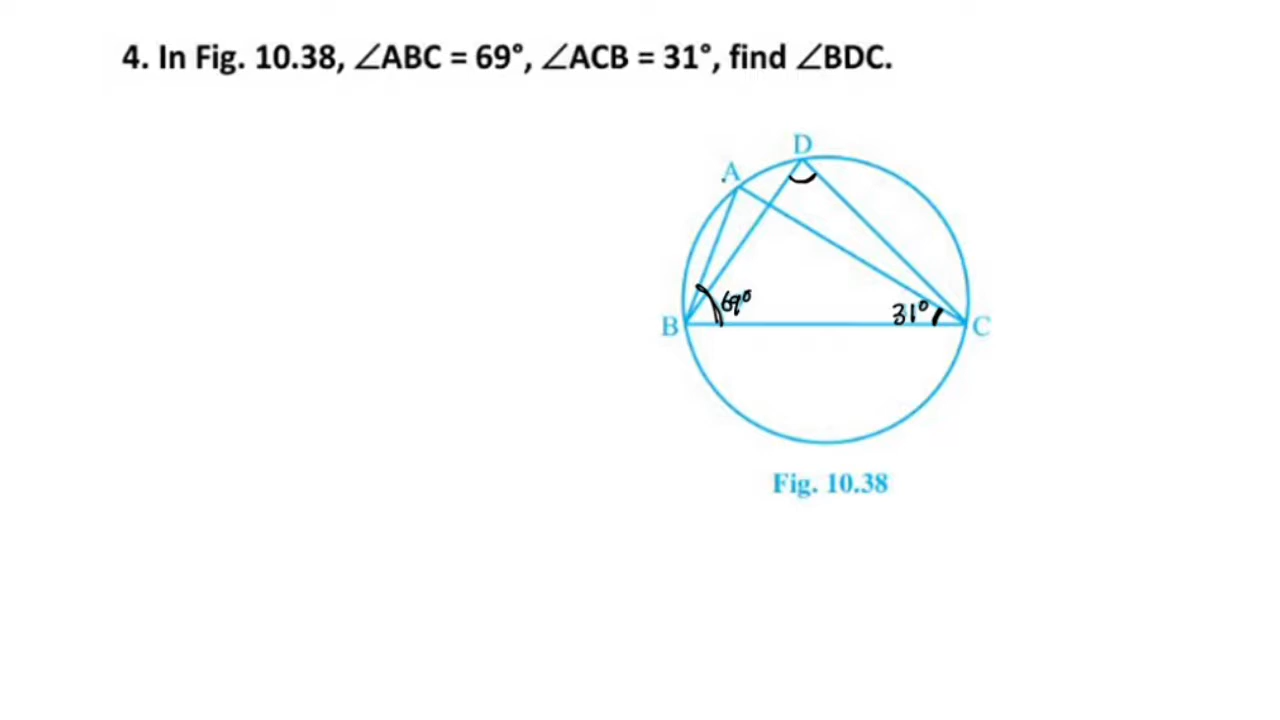 4. In Fig. 10.38, ∠ABC = 69°, ∠ACB = 31°, find ∠BDC.
D
A
69°
31°
B
C
Fig. 10.38